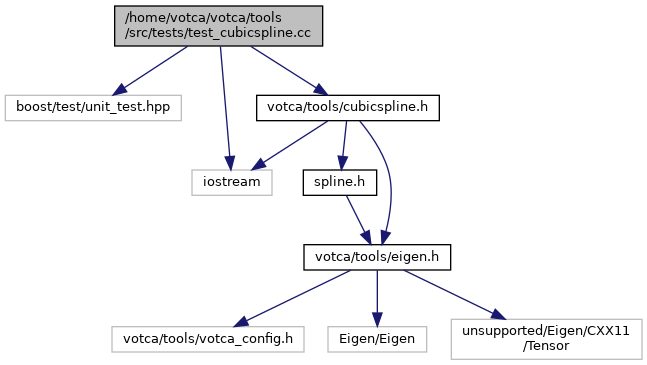 /home/votca/votca/tools
/src/tests/test_cubicspline.cc
boost/test/unit_test.hpp
votca/tools/cubicspline.h
iostream
spline.h
votca/tools/eigen.h
votca/tools/votca_config.h
Eigen/Eigen
unsupported/Eigen/CXX11
/Tensor